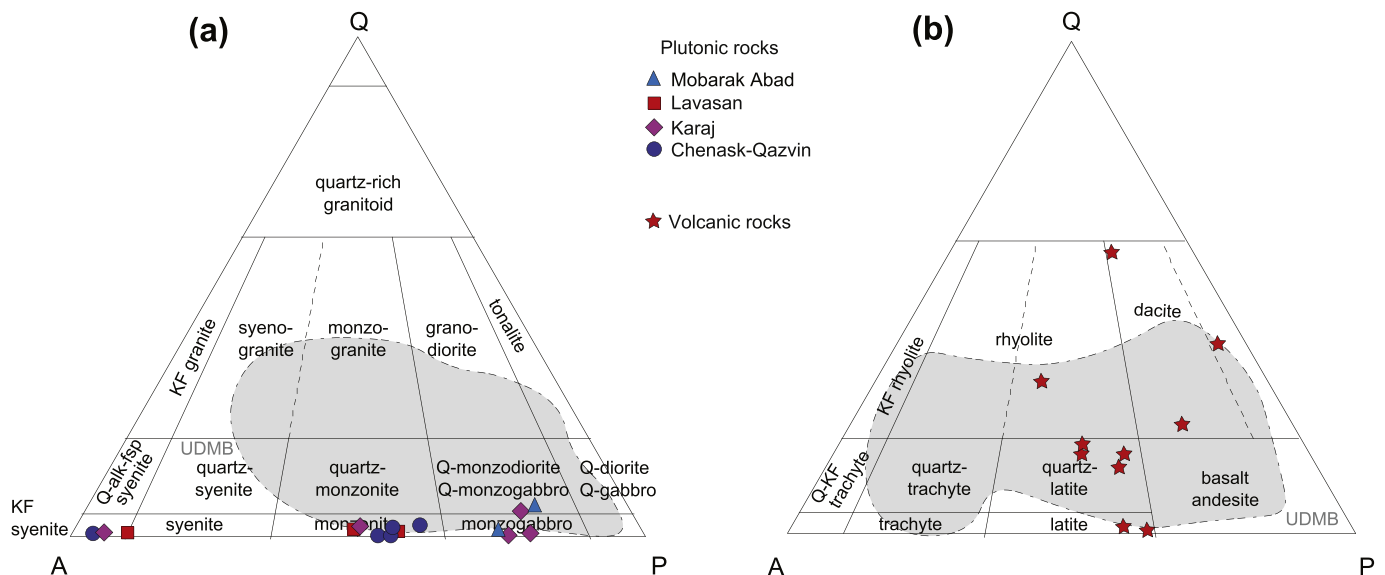 (a)
Q
quartz-rich
granitoid
KF granite
syeno-
granite
monzo-
granite
grano-
diorite
tonalite
UDMB
Q-alk-fsp
syenite
quartz-
syenite
quartz-
monzonite
Q-monzodiorite
Q-monzogabbro
Q-diorite
Q-gabbro
KF
syenite
syenite
monzonite
monzogabbro
A
P
Plutonic rocks
Mobarak Abad
Lavasan
Karaj
Chenask-Qazvin
Volcanic rocks
(b)
Q
KF rhyolite
rhyolite
dacite
Q-KF
trachyte
quartz-
trachyte
quartz-
latite
basalt
andesite
trachyte
latite
UDMB
A
P